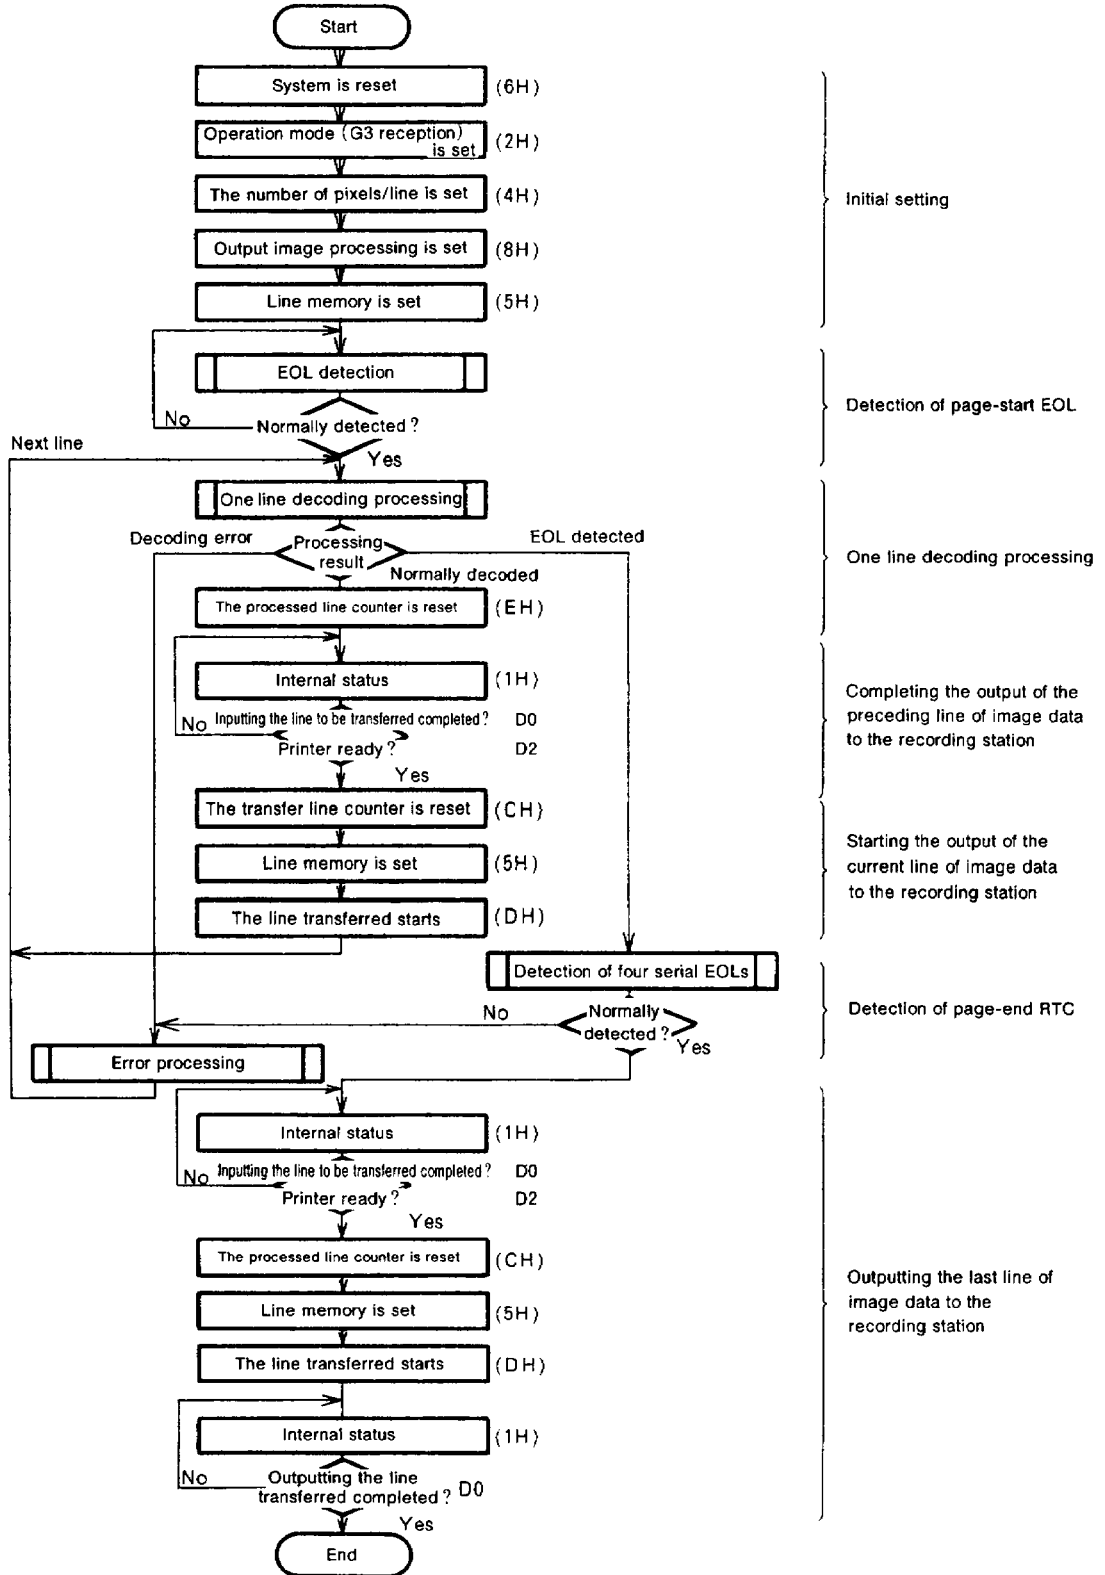 Start
System is reset (6H)
Operation mode (G3 reception)
is set (2H)
The number of pixels/line is set (4H)
Initial setting
Output image processing is set (8H)
Line memory is set (5H)
EOL detection
Detection of page-start EOL
No
Normally detected?
Next line
Yes
One line decoding processing
Decoding error
EOL detected
Processing
result
One line decoding processing
Normally decoded
The processed line counter is reset (EH)
Internal status (1H)
Completing the output of the
preceding line of image data
to the recording station
No Inputting the line to be transferred completed? D0
Printer ready? D2
Yes
The transfer line counter is reset (CH)
Starting the output of the
current line of image data
to the recording station
Line memory is set (5H)
The line transferred starts (DH)
Detection of four serial EOLs
Detection of page-end RTC
No
Normally
detected?
Yes
Error processing
Internal status (1H)
No Inputting the line to be transferred completed? D0
Printer ready? D2
Yes
The processed line counter is reset (CH)
Outputting the last line of
image data to the
recording station
Line memory is set (5H)
The line transferred starts (DH)
Internal status (1H)
No
Outputting the line
transferred completed? D0
Yes
End